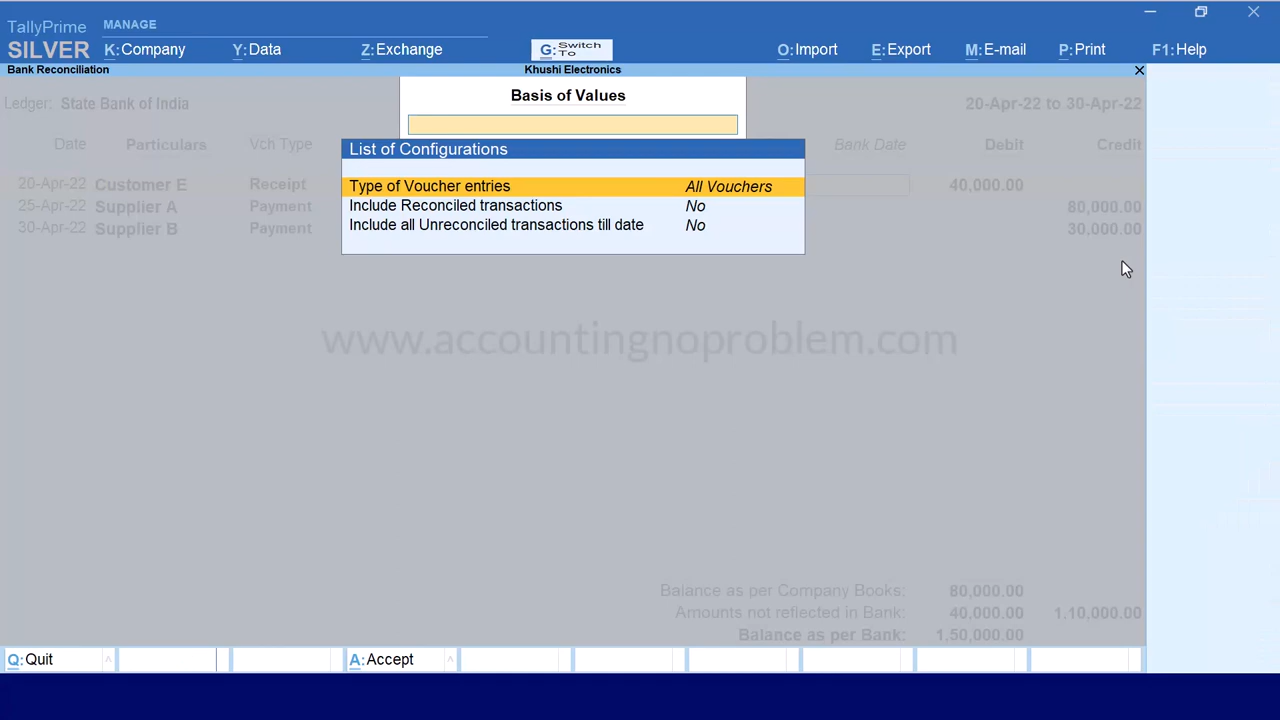 TallyPrime MANAGE
SILVER K:Company Y:Data Z:Exchange G:Switch To O:Import E:Export M:E-mail P:Print F1:Help
Bank Reconciliation Khushi Electronics
Basis of Values
Ledger: State Bank of India 20-Apr-22 to 30-Apr-22
Date Particulars Vch Type Bank Date Debit Credit
List of Configurations
20-Apr-22 Customer E Receipt 40,000.00
25-Apr-22 Supplier A Payment 80,000.00
30-Apr-22 Supplier B Payment 30,000.00
Type of Voucher entries All Vouchers
Include Reconciled transactions No
Include all Unreconciled transactions till date No
www.accountingnoproblem.com
Balance as per Company Books: 80,000.00
Amounts not reflected in Bank: 40,000.00 1,10,000.00
Balance as per Bank: 1,50,000.00
Q:Quit A:Accept